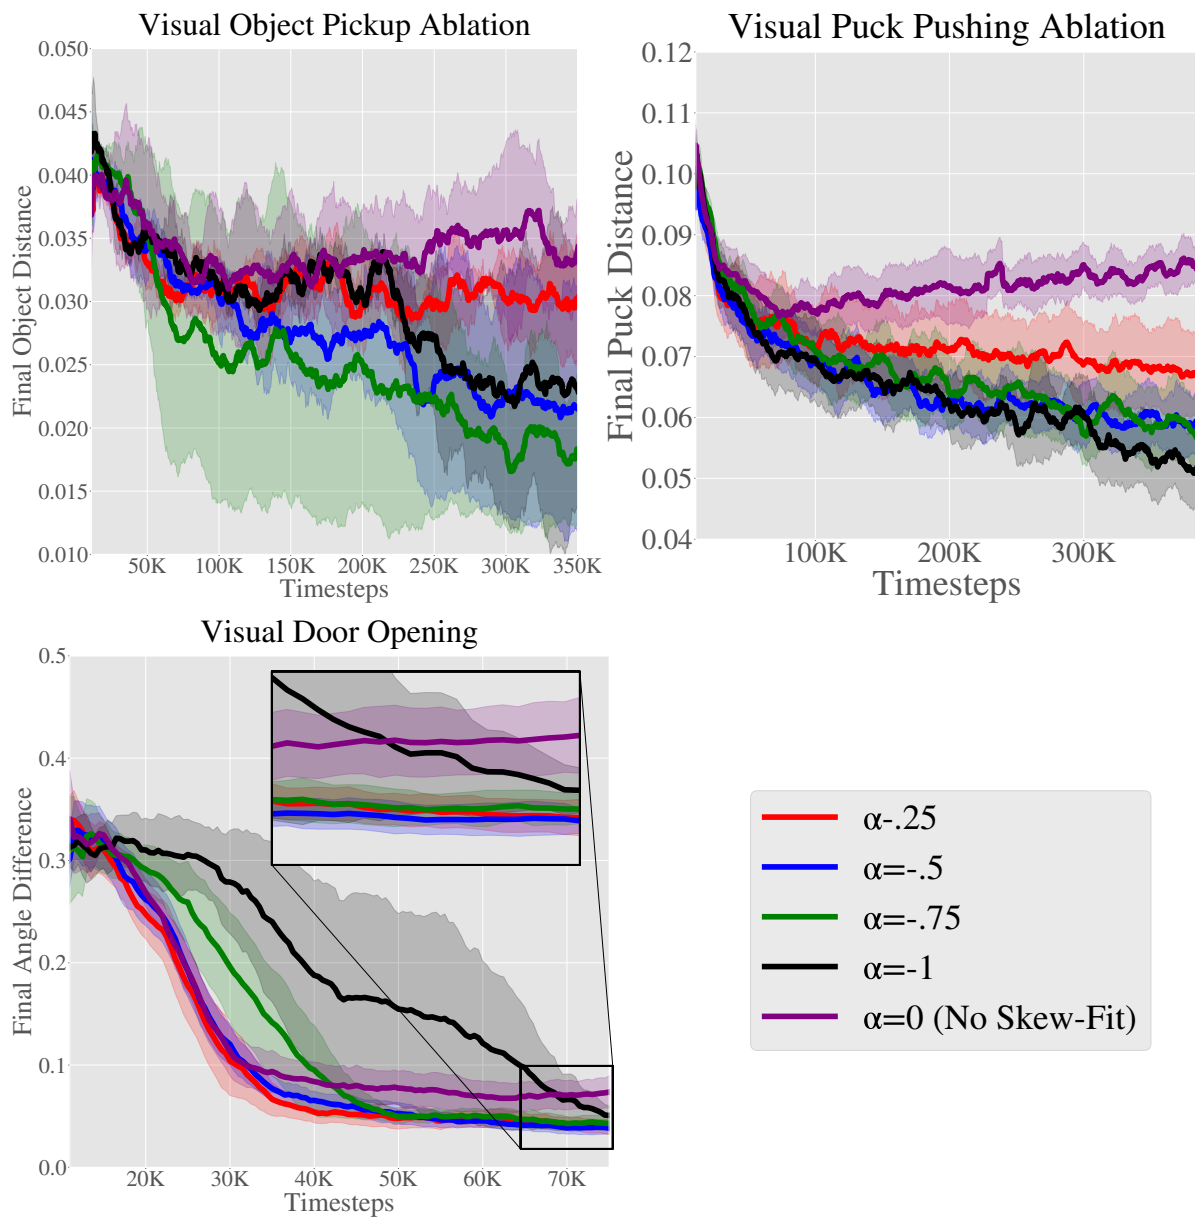 Visual Object Pickup Ablation
0.050
0.045
0.040
0.035
0.030
0.025
0.020
0.015
0.010
Final Object Distance
50K 100K 150K 200K 250K 300K 350K
Timesteps
Visual Puck Pushing Ablation
0.12
0.11
0.10
0.09
0.08
0.07
0.06
0.05
0.04
Final Puck Distance
100K 200K 300K
Timesteps
Visual Door Opening
0.5
0.4
0.3
0.2
0.1
0.0
Final Angle Difference
20K 30K 40K 50K 60K 70K
Timesteps
α-.25
α=-.5
α=-.75
α=-1
α=0 (No Skew-Fit)